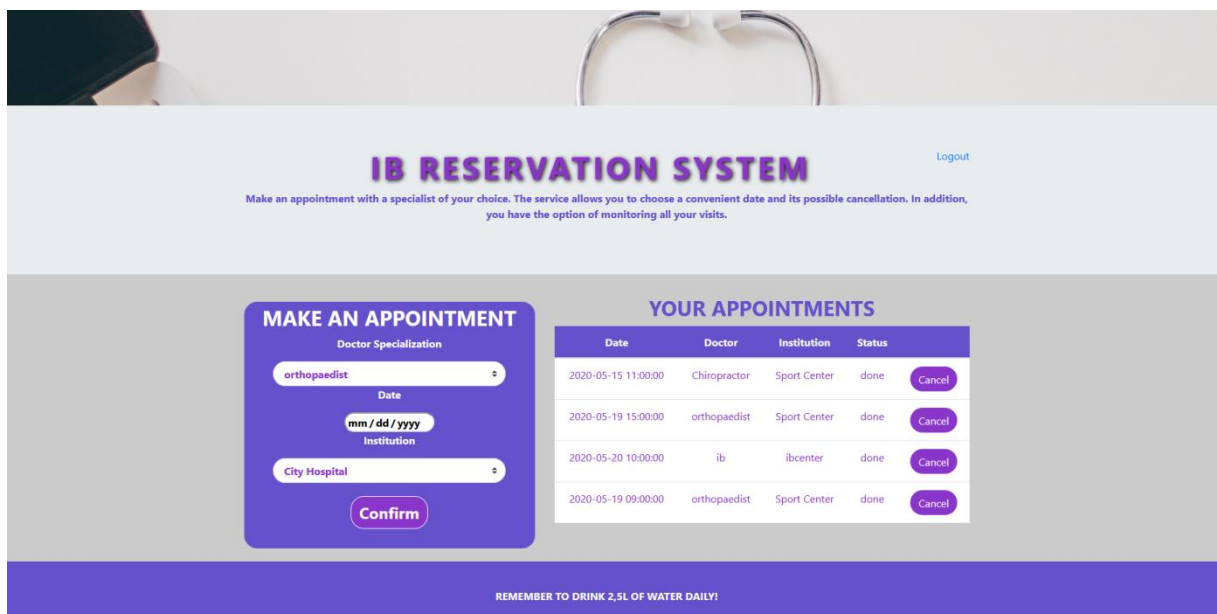 IB RESERVATION SYSTEM
Logout
Make an appointment with a specialist of your choice. The service allows you to choose a convenient date and its possible cancellation. In addition,
you have the option of monitoring all your visits.
MAKE AN APPOINTMENT
Doctor Specialization
orthopaedist
Date
mm / dd / yyyy
Institution
City Hospital
Confirm
YOUR APPOINTMENTS
Date Doctor Institution Status
2020-05-15 11:00:00 Chiropractor Sport Center done Cancel
2020-05-19 15:00:00 orthopaedist Sport Center done Cancel
2020-05-20 10:00:00 ib ibcenter done Cancel
2020-05-19 09:00:00 orthopaedist Sport Center done Cancel
REMEMBER TO DRINK 2,5L OF WATER DAILY!